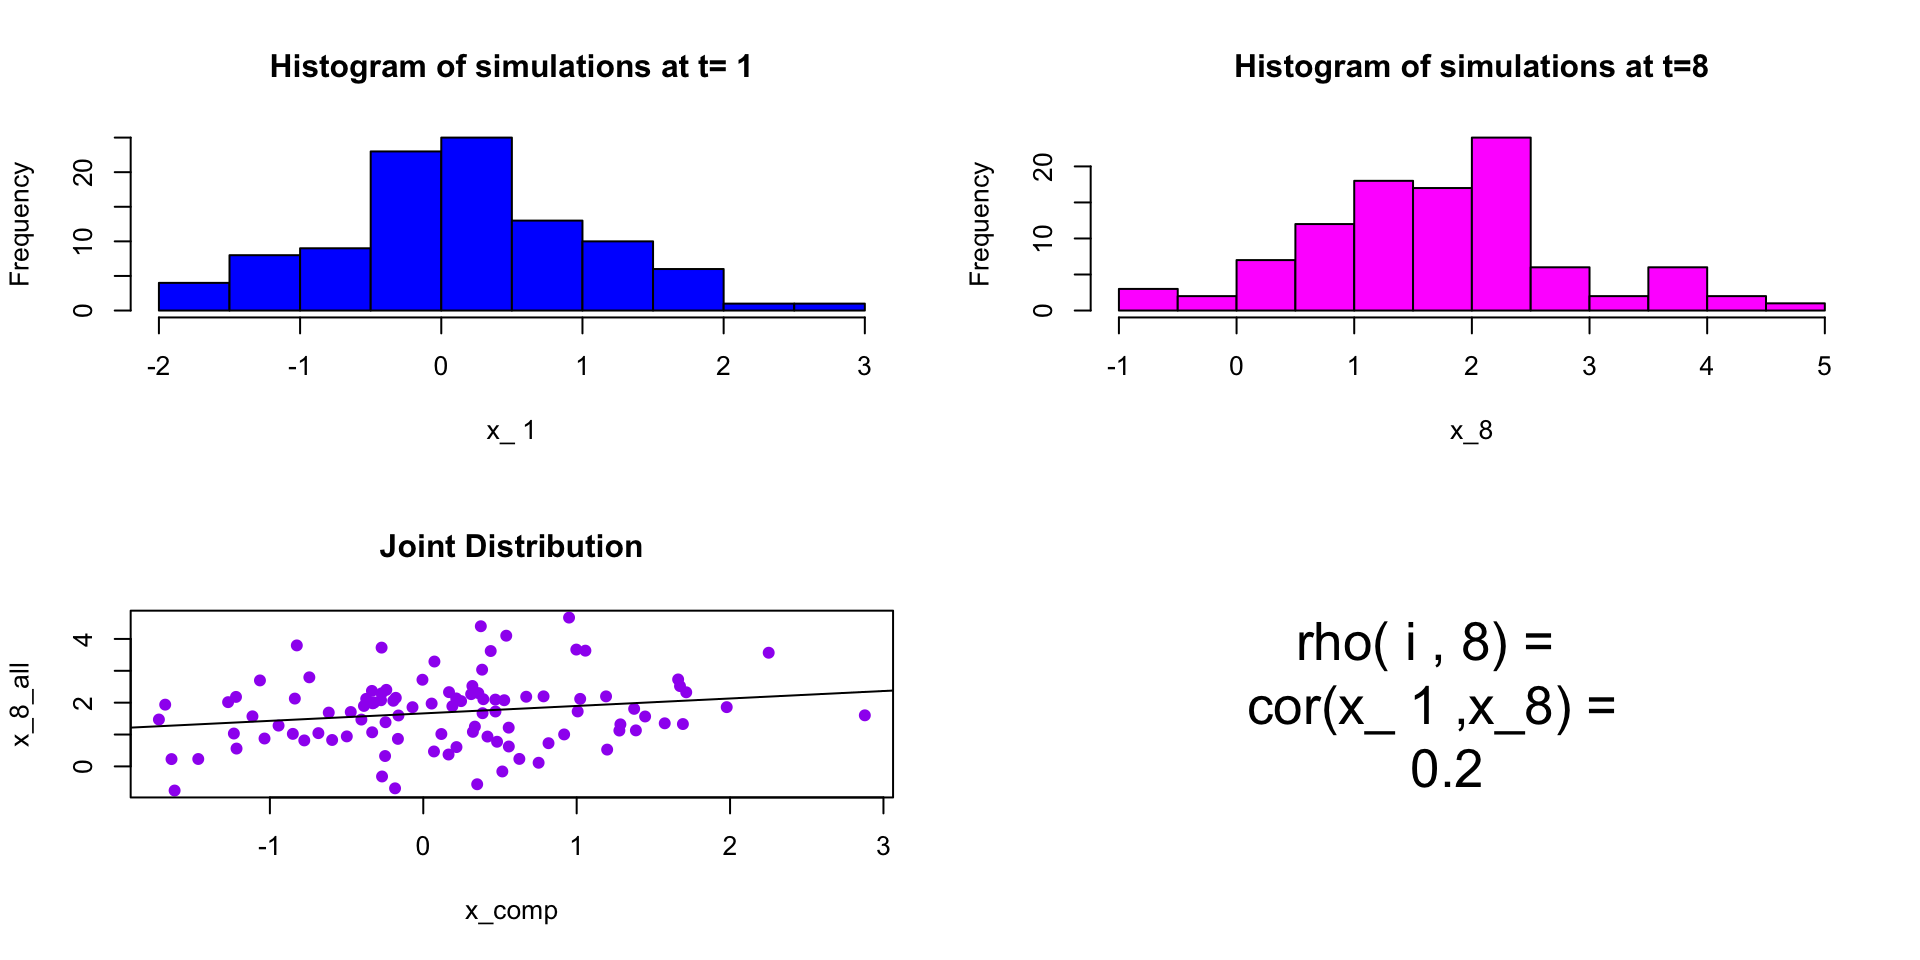 Histogram of simulations at t= 1
Frequency
0 10 20
-2 -1 0 1 2 3
x_ 1
Histogram of simulations at t=8
Frequency
0 10 20
-1 0 1 2 3 4 5
x_8
Joint Distribution
x_8_all
0 2 4
-1 0 1 2 3
x_comp
rho( i , 8) =
cor(x_ 1 ,x_8) =
0.2